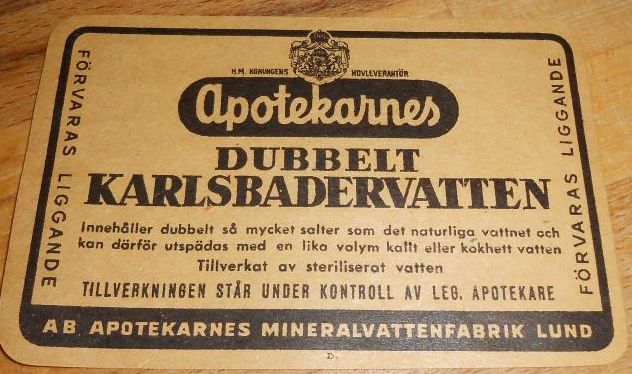 H.M. KONUNGENS HOVLEVERANTÖR
Apotekarnes
DUBBELT
KARLSBADERVATTEN
Innehåller dubbelt så mycket salter som det naturliga vattnet och
kan därför utspädas med en lika volym kallt eller kokhett vatten
Tillverkat av steriliserat vatten
TILLVERKNINGEN STÅR UNDER KONTROLL AV LEG. APOTEKARE
AB APOTEKARNES MINERALVATTENFABRIK LUND
D.
FÖRVARAS LIGGANDE
FÖRVARAS LIGGANDE